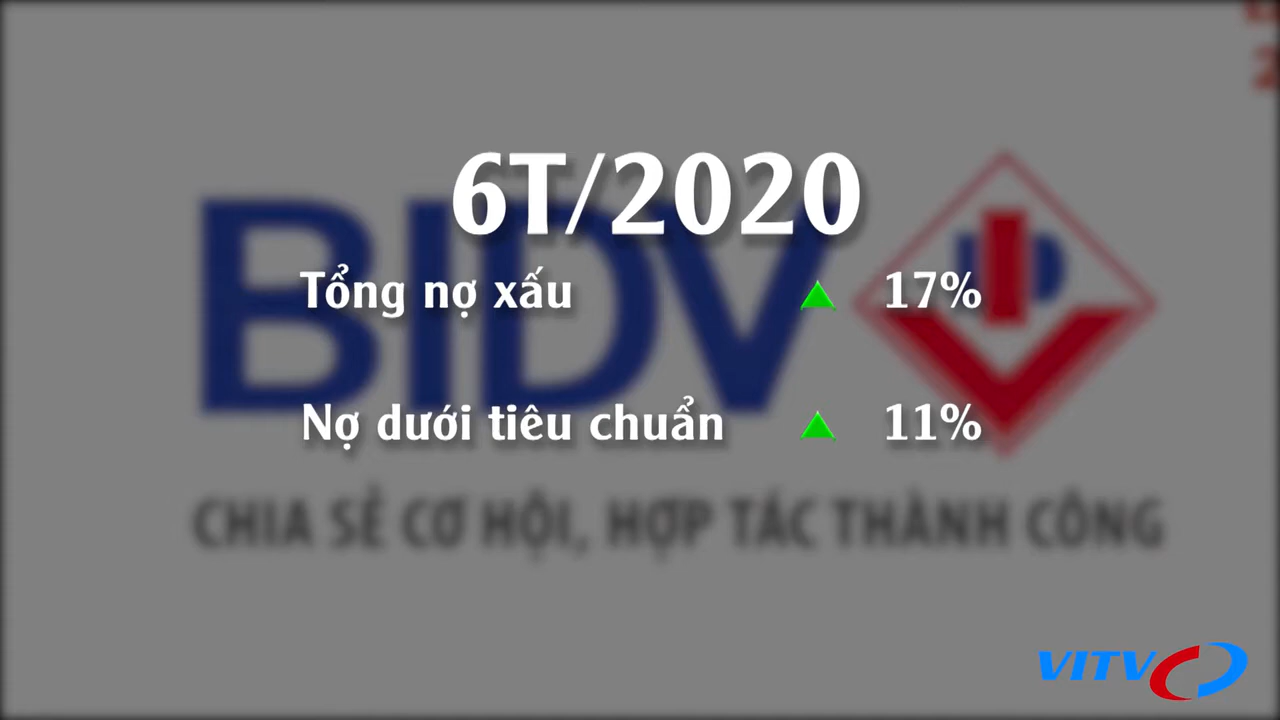 6T/2020
BIDV
Tổng nợ xấu 17%
Nợ dưới tiêu chuẩn 11%
CHIA SẺ CƠ HỘI, HỢP TÁC THÀNH CÔNG
VITV